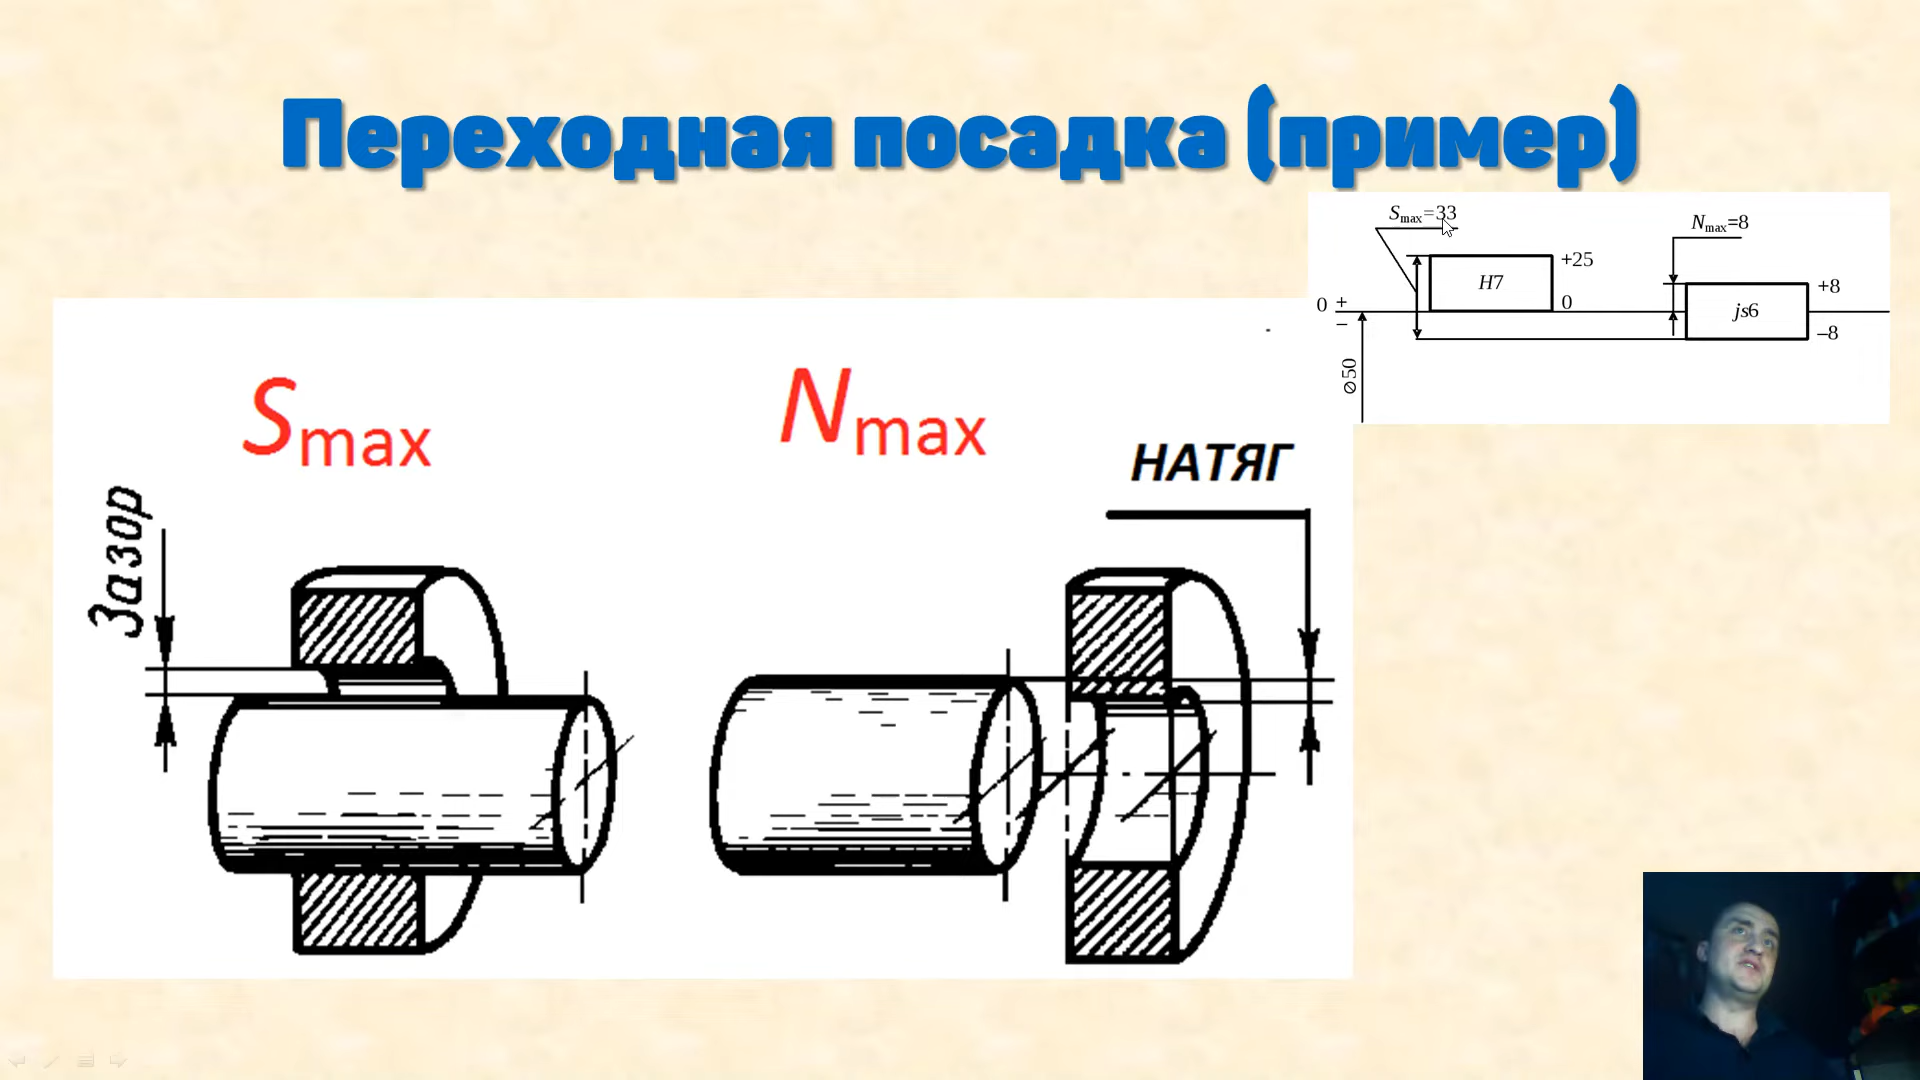 Переходная посадка (пример)
Smax=33
Nmax=8
+25
H7
0
+8
js6
0 +
–
–8
⌀50
Smax
Nmax
НАТЯГ
Зазор